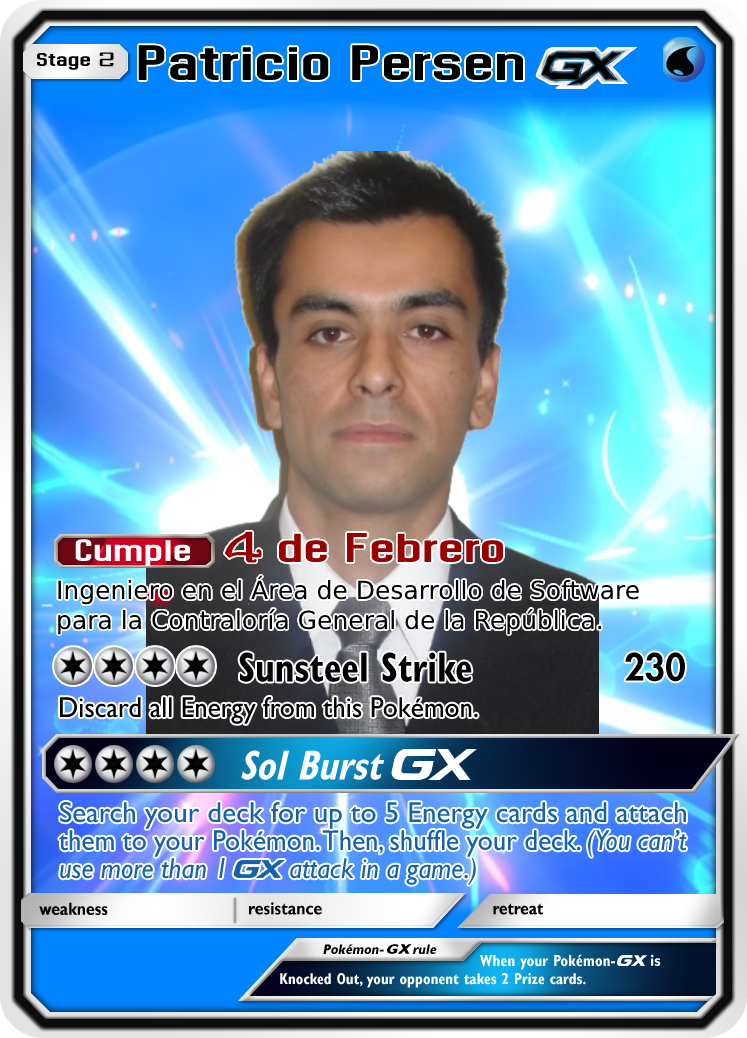 Stage 2 Patricio Persen GX
Cumple 4 de Febrero
Ingeniero en el Área de Desarrollo de Software
para la Contraloría General de la República.
Sunsteel Strike 230
Discard all Energy from this Pokémon.
Sol Burst GX
Search your deck for up to 5 Energy cards and attach
them to your Pokémon. Then, shuffle your deck. (You can't
use more than 1 GX attack in a game.)
weakness resistance retreat
Pokémon-GX rule
When your Pokémon-GX is
Knocked Out, your opponent takes 2 Prize cards.